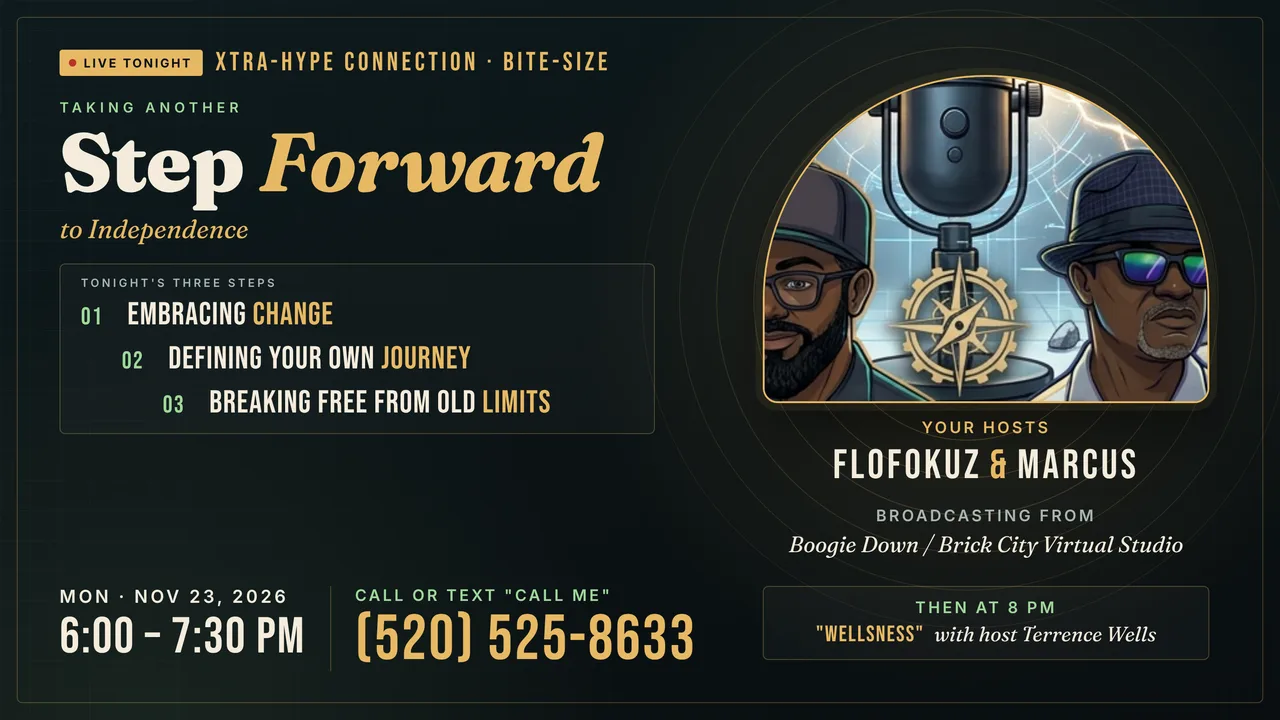 LIVE TONIGHT
XTRA-HYPE CONNECTION · BITE-SIZE
TAKING ANOTHER
Step Forward
to Independence
TONIGHT'S THREE STEPS
01 EMBRACING CHANGE
02 DEFINING YOUR OWN JOURNEY
03 BREAKING FREE FROM OLD LIMITS
MON · NOV 23, 2026
6:00 – 7:30 PM
CALL OR TEXT "CALL ME"
(520) 525-8633
YOUR HOSTS
FLOFOKUZ & MARCUS
BROADCASTING FROM
Boogie Down / Brick City Virtual Studio
THEN AT 8 PM
"WELLSNESS" with host Terrence Wells